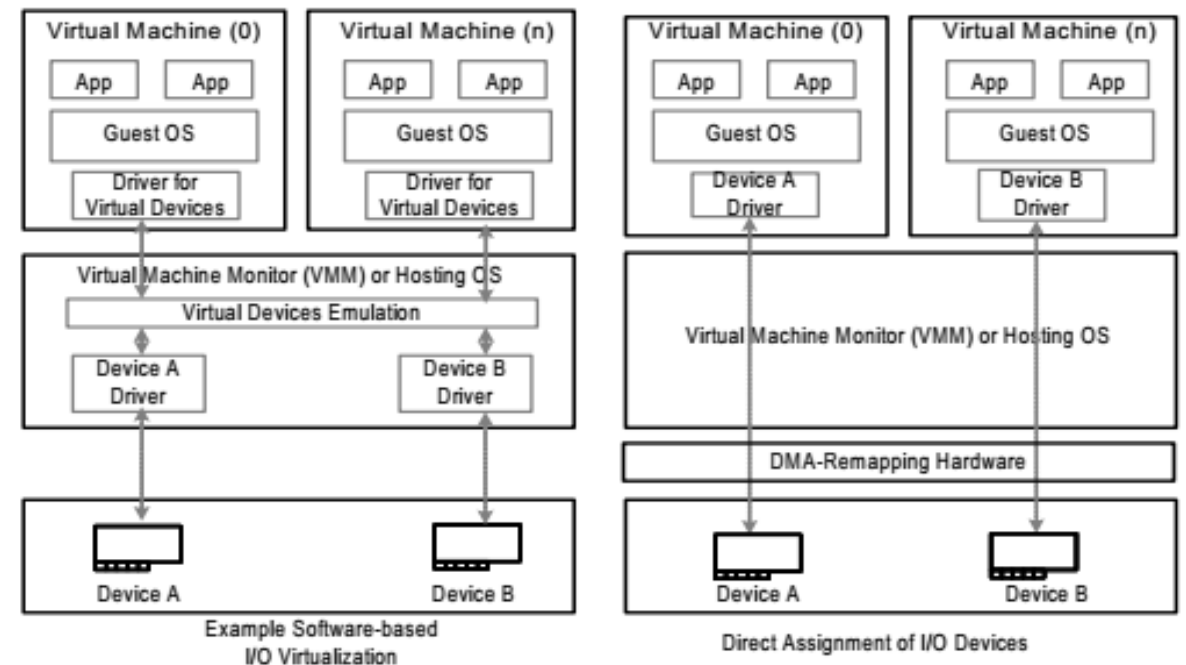 Virtual Machine (0)
App
App
Guest OS
Driver for
Virtual Devices
Virtual Machine (n)
App
App
Guest OS
Driver for
Virtual Devices
Virtual Machine Monitor (VMM) or Hosting OS
Virtual Devices Emulation
Device A
Driver
Device B
Driver
Device A
Device B
Example Software-based
I/O Virtualization
Virtual Machine (0)
App
App
Guest OS
Device A
Driver
Virtual Machine (n)
App
App
Guest OS
Device B
Driver
Virtual Machine Monitor (VMM) or Hosting OS
DMA-Remapping Hardware
Device A
Device B
Direct Assignment of I/O Devices